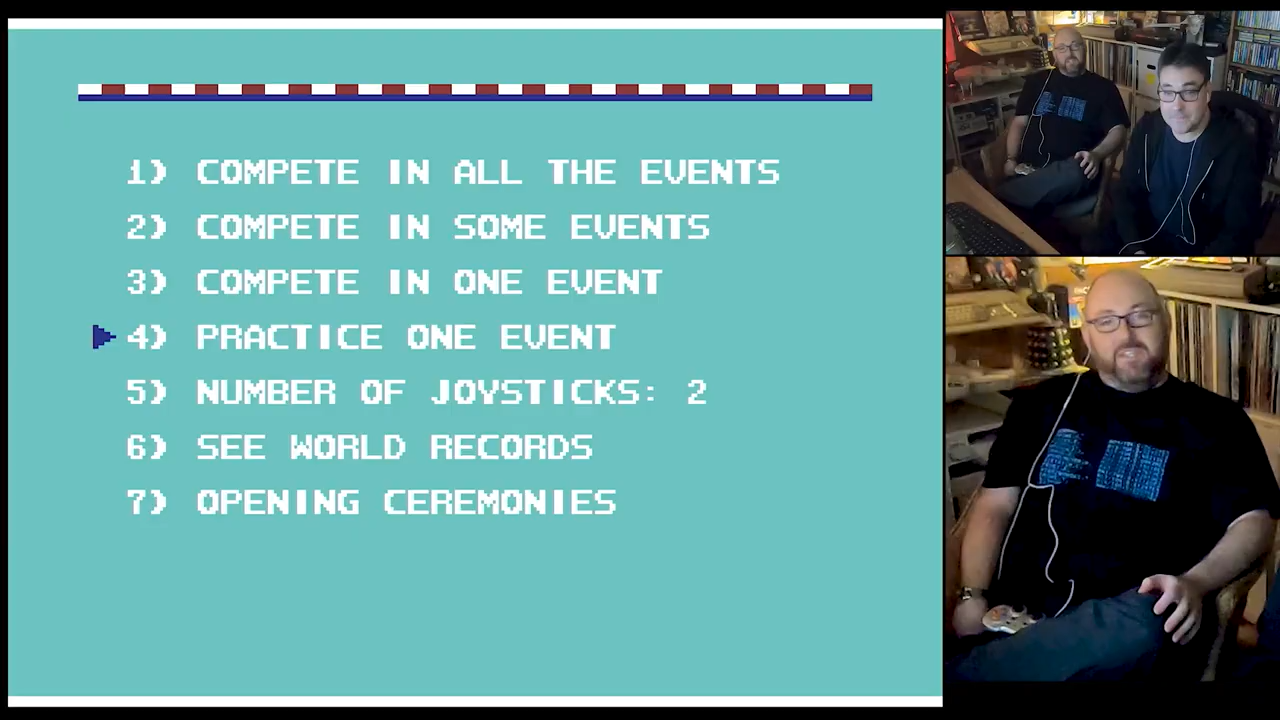 1) COMPETE IN ALL THE EVENTS
2) COMPETE IN SOME EVENTS
3) COMPETE IN ONE EVENT
4) PRACTICE ONE EVENT
5) NUMBER OF JOYSTICKS: 2
6) SEE WORLD RECORDS
7) OPENING CEREMONIES